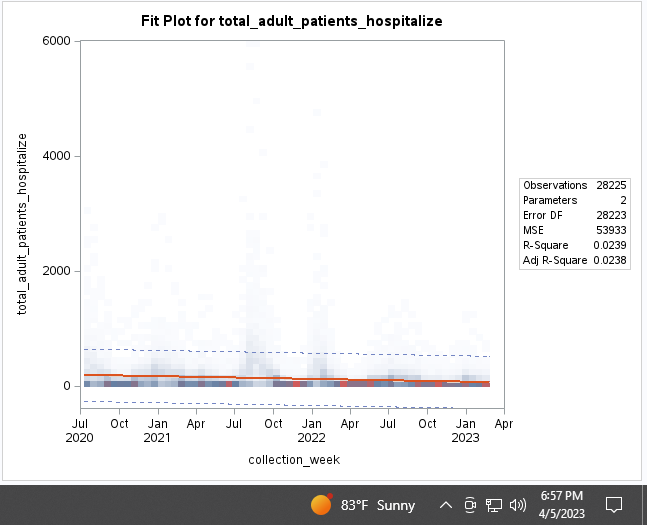 Fit Plot for total_adult_patients_hospitalize
6000
4000
2000
0
total_adult_patients_hospitalize
Jul Oct Jan Apr Jul Oct Jan Apr Jul Oct Jan Apr
2020 2021 2022 2023
collection_week
Observations 28225
Parameters 2
Error DF 28223
MSE 53933
R-Square 0.0239
Adj R-Square 0.0238
83°F Sunny
6:57 PM
4/5/2023